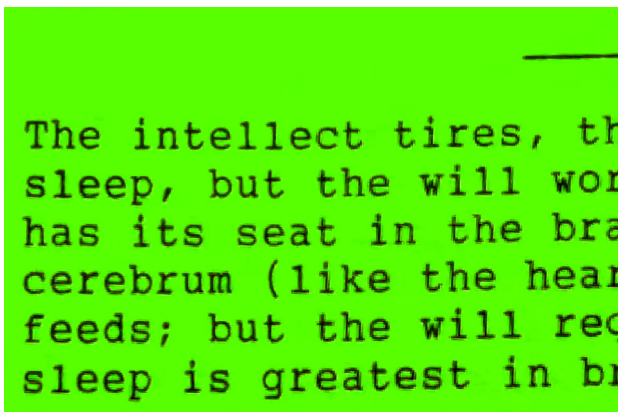 The intellect tires, th
sleep, but the will wor
has its seat in the bra
cerebrum (like the hear
feeds; but the will req
sleep is greatest in br